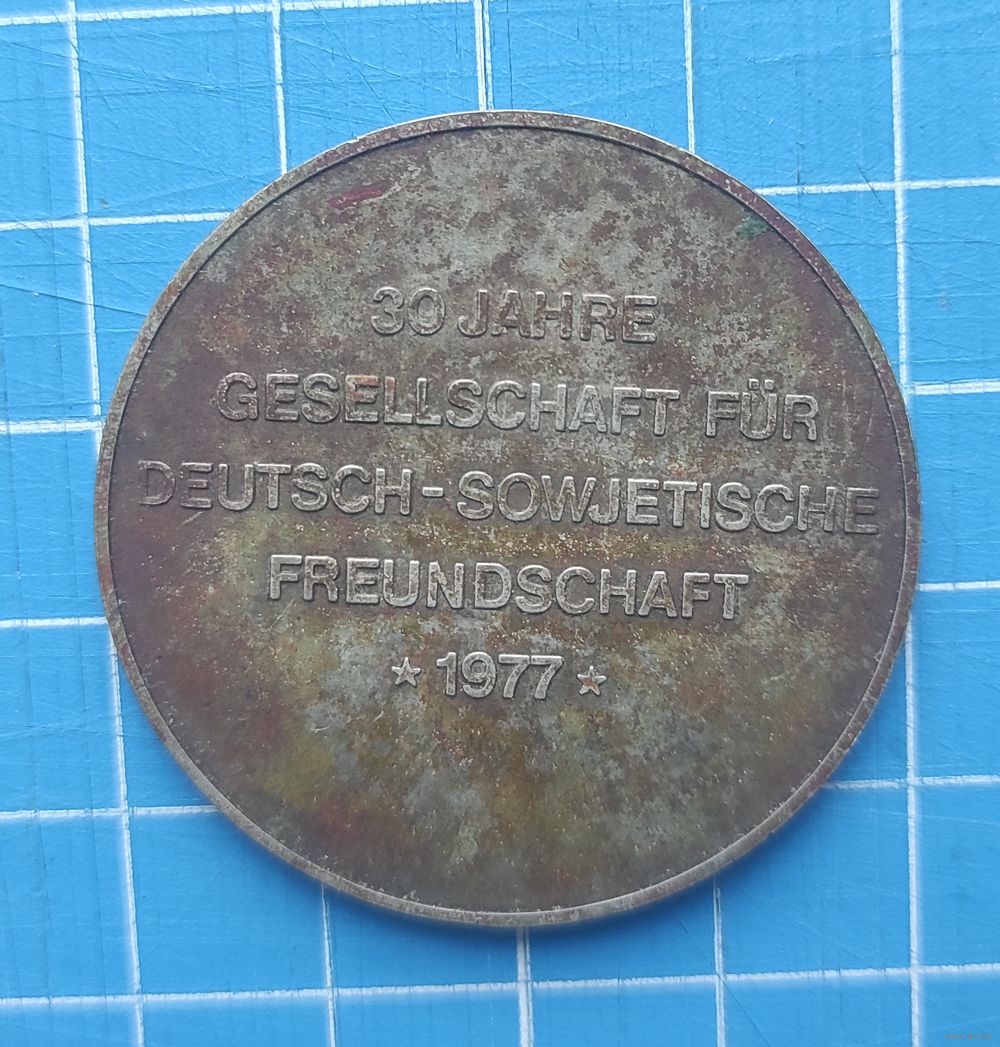 30 JAHRE
GESELLSCHAFT FÜR
DEUTSCH-SOWJETISCHE
FREUNDSCHAFT
★ 1977 ★